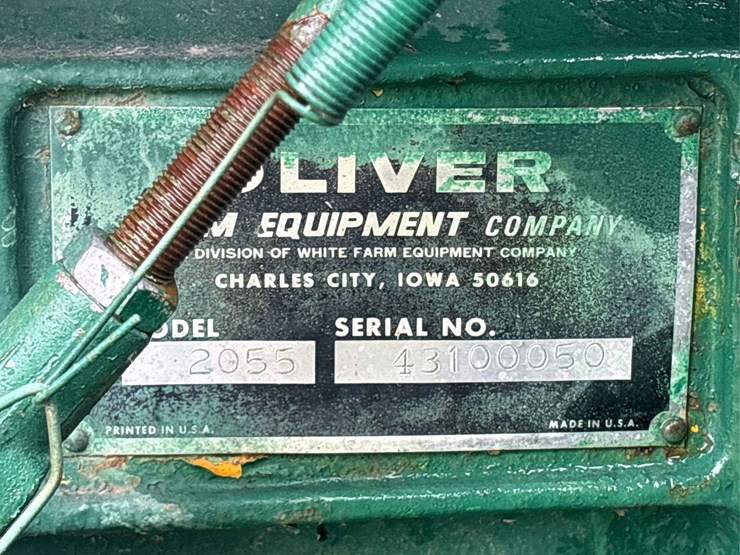 OLIVER
M EQUIPMENT COMPANY
DIVISION OF WHITE FARM EQUIPMENT COMPANY
CHARLES CITY, IOWA 50616
ODEL SERIAL NO.
2055 43100050
PRINTED IN U.S.A. MADE IN U.S.A.